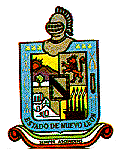 ESTADO DE NUEVO LEON
SEMPER ASCENDENS